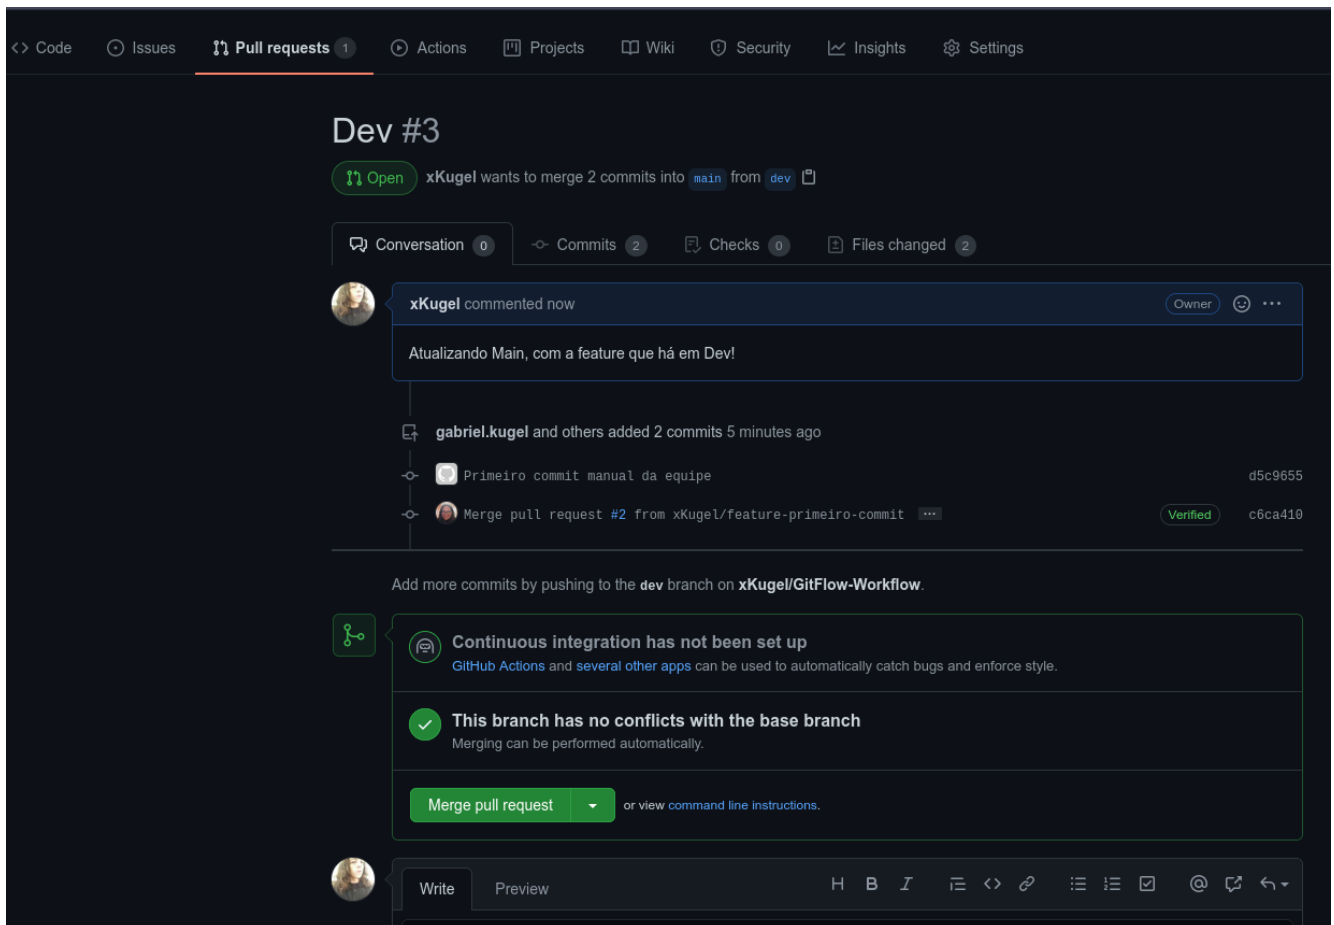 Code Issues Pull requests 1 Actions Projects Wiki Security Insights Settings
Dev #3
Open xKugel wants to merge 2 commits into main from dev
Conversation 0 Commits 2 Checks 0 Files changed 2
xKugel commented now Owner
Atualizando Main, com a feature que há em Dev!
gabriel.kugel and others added 2 commits 5 minutes ago
Primeiro commit manual da equipe d5c9655
Merge pull request #2 from xKugel/feature-primeiro-commit Verified c6ca410
Add more commits by pushing to the dev branch on xKugel/GitFlow-Workflow.
Continuous integration has not been set up
GitHub Actions and several other apps can be used to automatically catch bugs and enforce style.
This branch has no conflicts with the base branch
Merging can be performed automatically.
Merge pull request or view command line instructions.
Write Preview